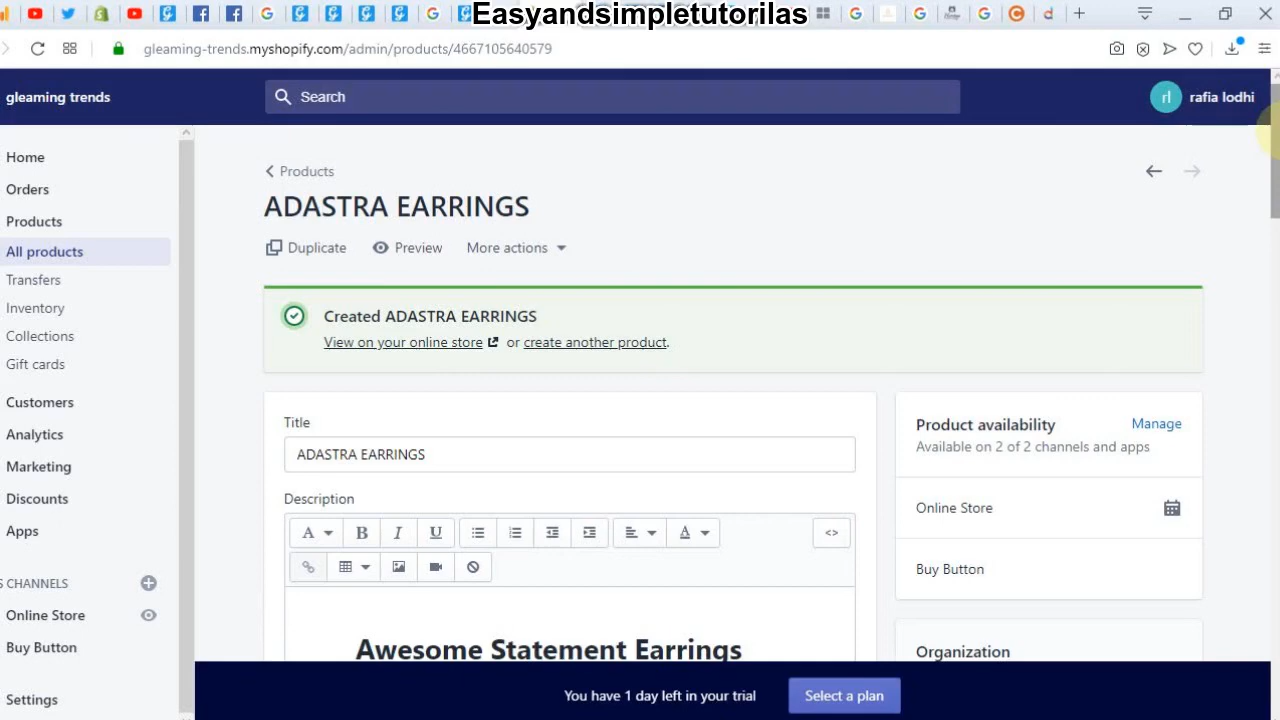 Easyandsimpletutorilas
gleaming-trends.myshopify.com/admin/products/4667105640579
gleaming trends
Search
rl
rafia lodhi
Home
Orders
Products
All products
Transfers
Inventory
Collections
Gift cards
Customers
Analytics
Marketing
Discounts
Apps
S CHANNELS
Online Store
Buy Button
Settings
Products
ADASTRA EARRINGS
Duplicate
Preview
More actions
Created ADASTRA EARRINGS
View on your online store or create another product.
Title
ADASTRA EARRINGS
Description
A
B
I
U
A
<>
Awesome Statement Earrings
Product availability
Manage
Available on 2 of 2 channels and apps
Online Store
Buy Button
Organization
You have 1 day left in your trial
Select a plan